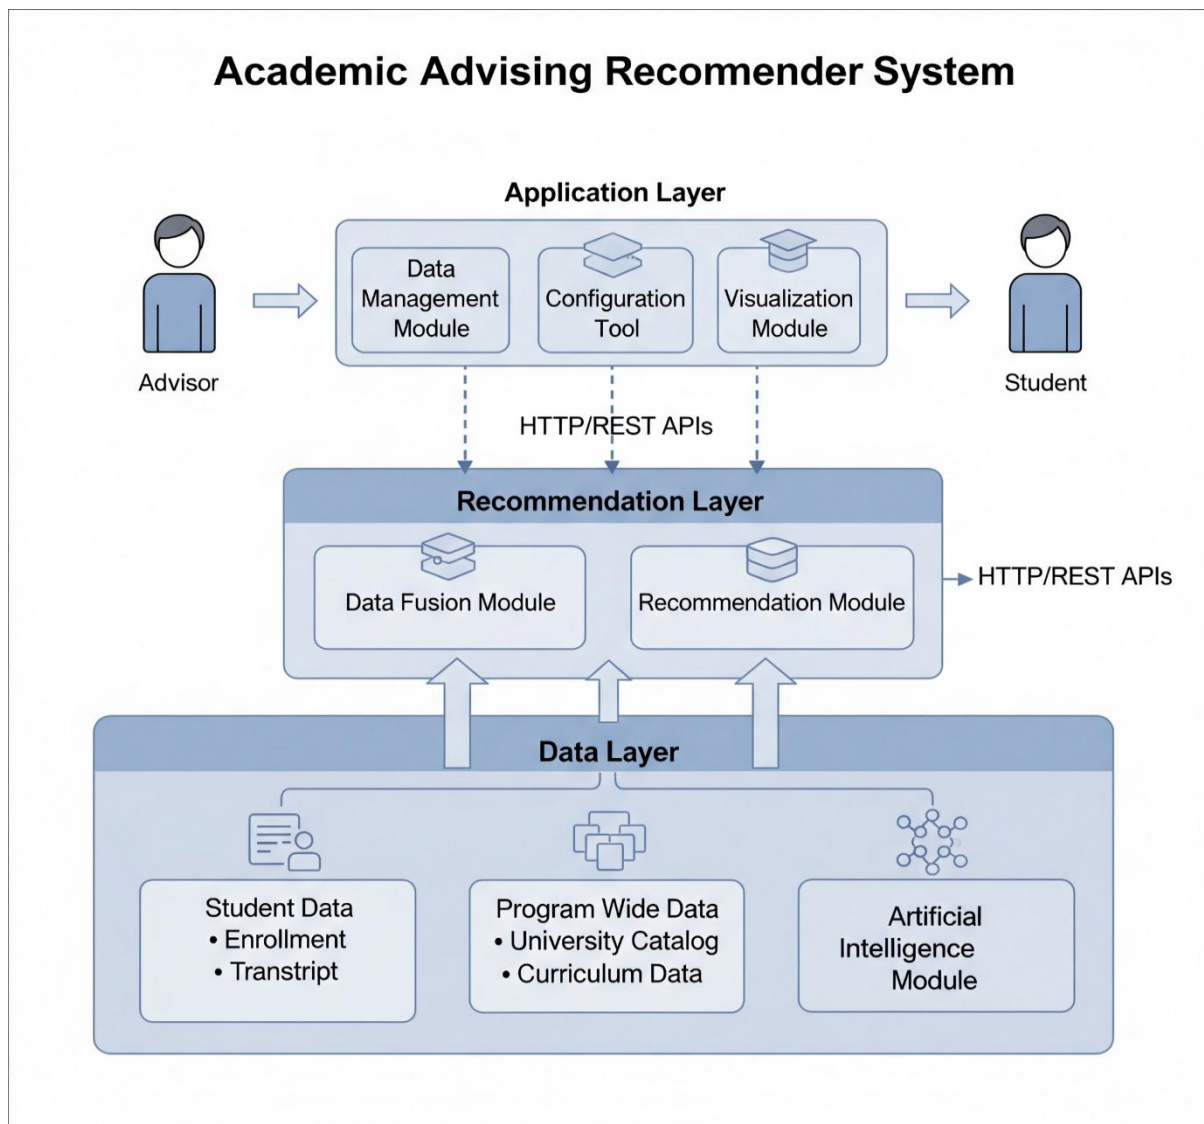 Academic Advising Recommender System
Application Layer
Data
Management
Module
Configuration
Tool
Visualization
Module
Advisor
Student
HTTP/REST APIs
Recommendation Layer
Data Fusion Module
Recommendation Module
HTTP/REST APIs
Data Layer
Student Data
• Enrollment
• Transtript
Program Wide Data
• University Catalog
• Curriculum Data
Artificial
Intelligence
Module